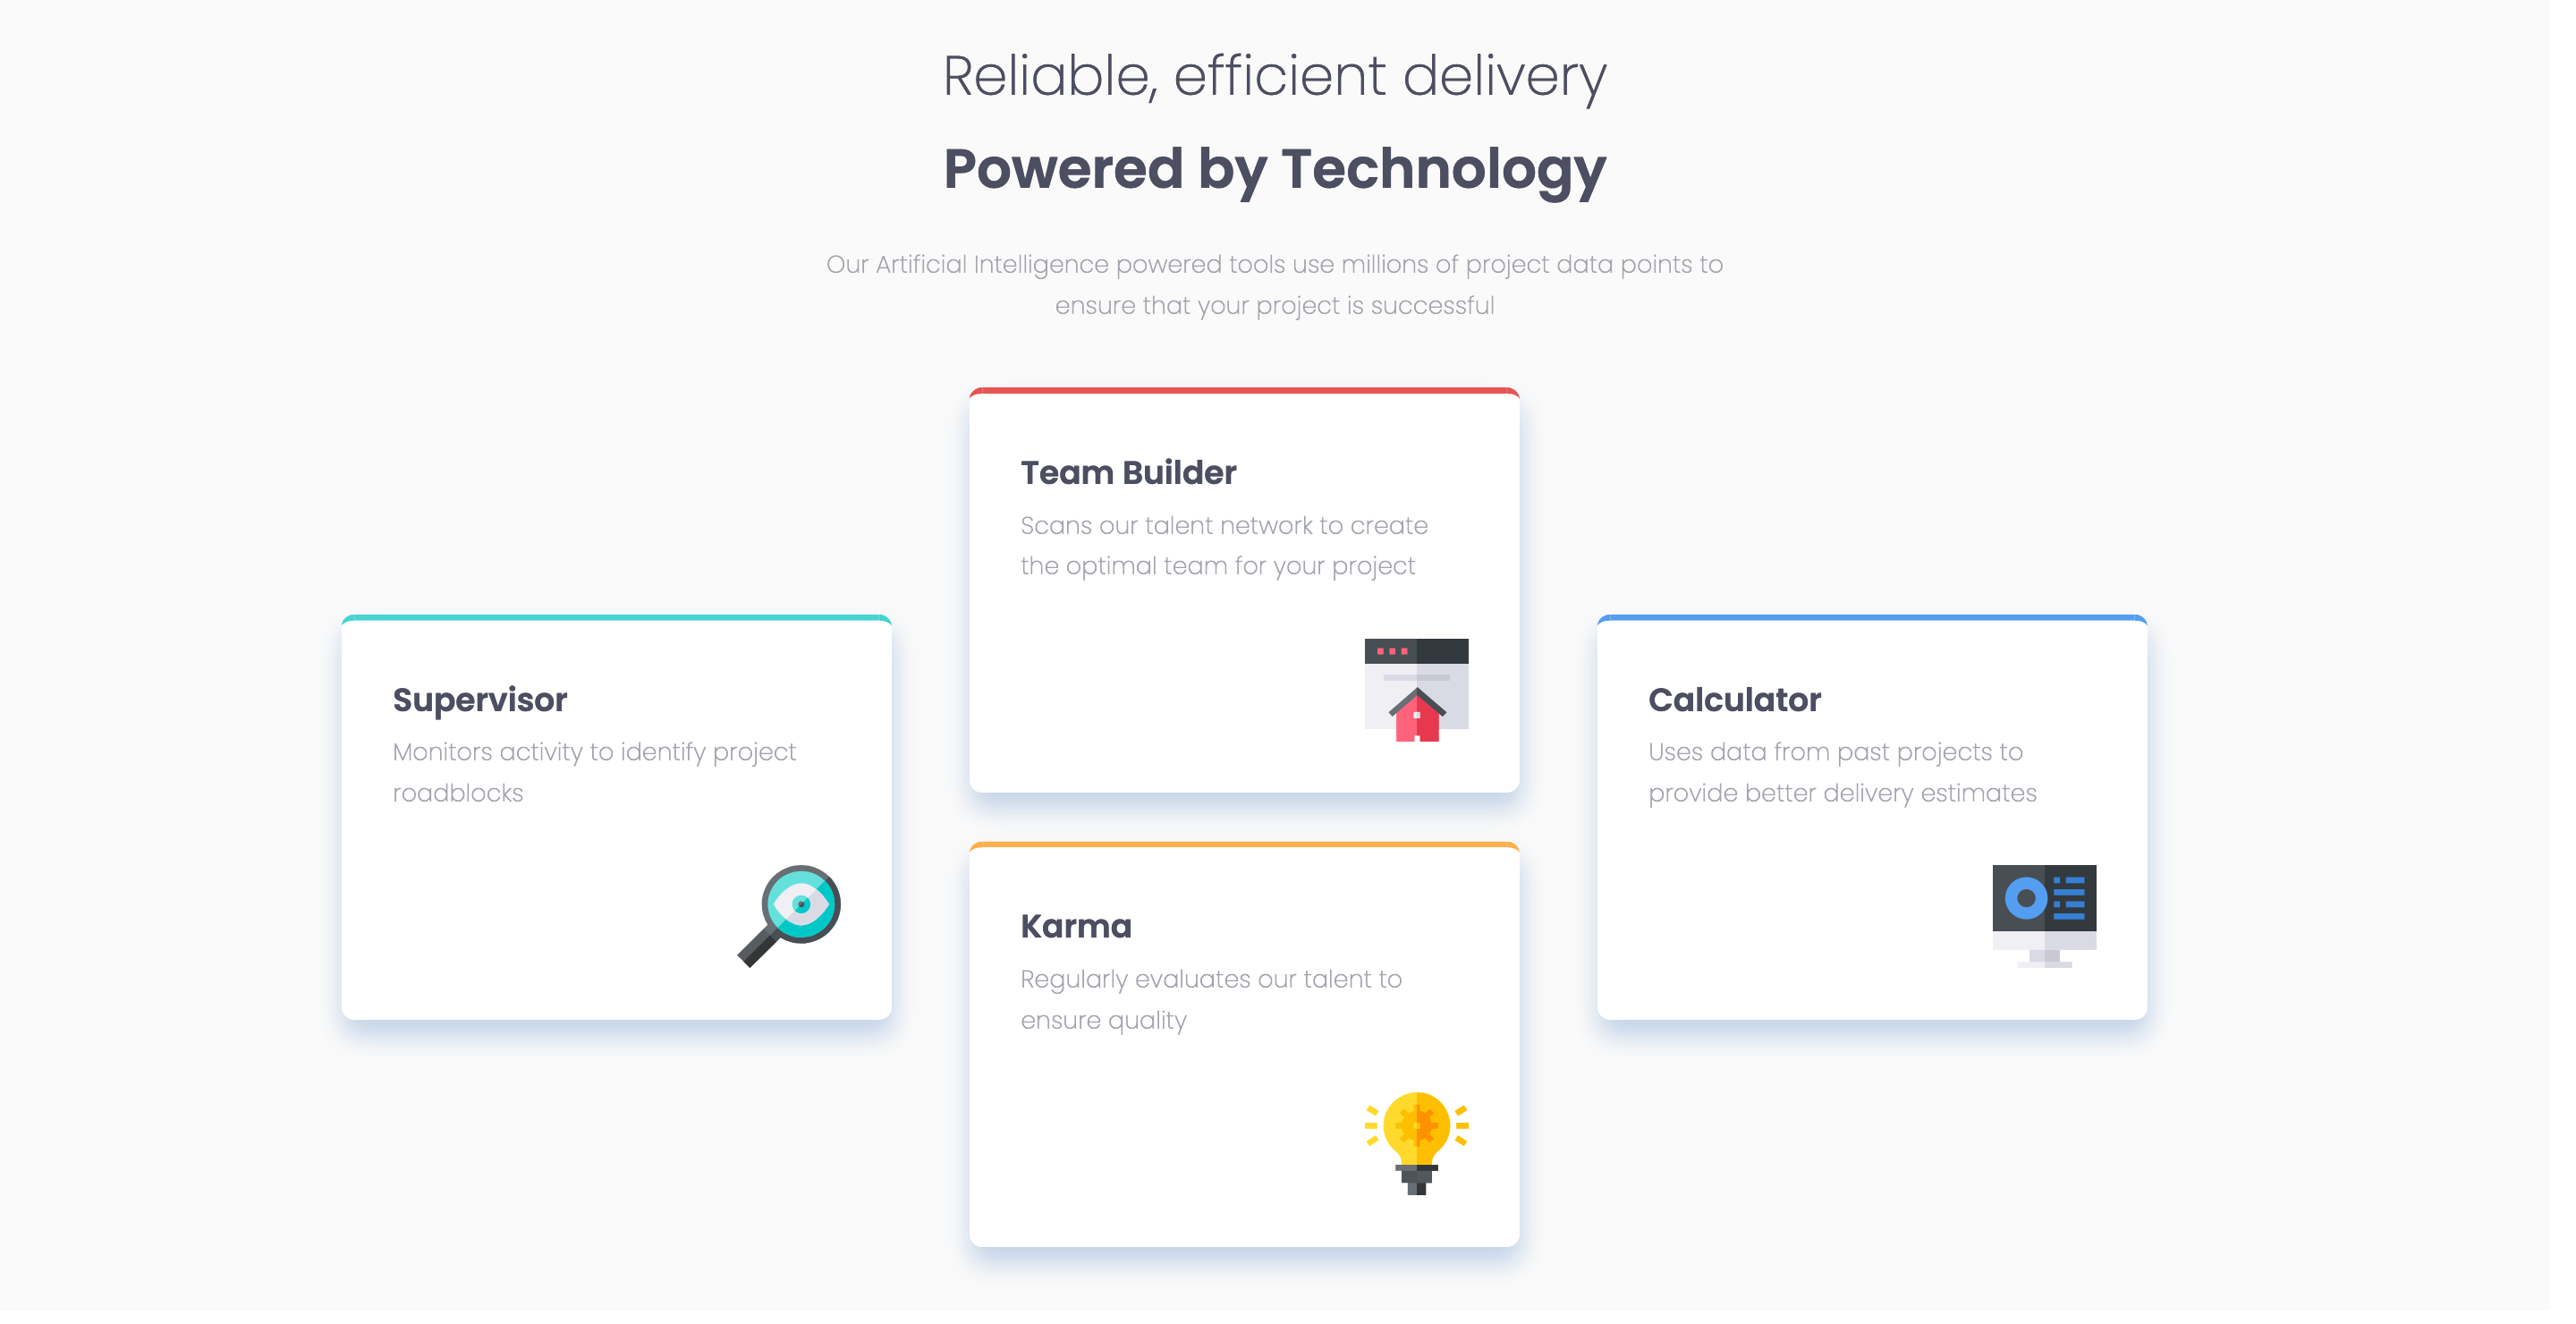 Reliable, efficient delivery
Powered by Technology
Our Artificial Intelligence powered tools use millions of project data points to
ensure that your project is successful
Supervisor
Monitors activity to identify project
roadblocks
Team Builder
Scans our talent network to create
the optimal team for your project
Karma
Regularly evaluates our talent to
ensure quality
Calculator
Uses data from past projects to
provide better delivery estimates